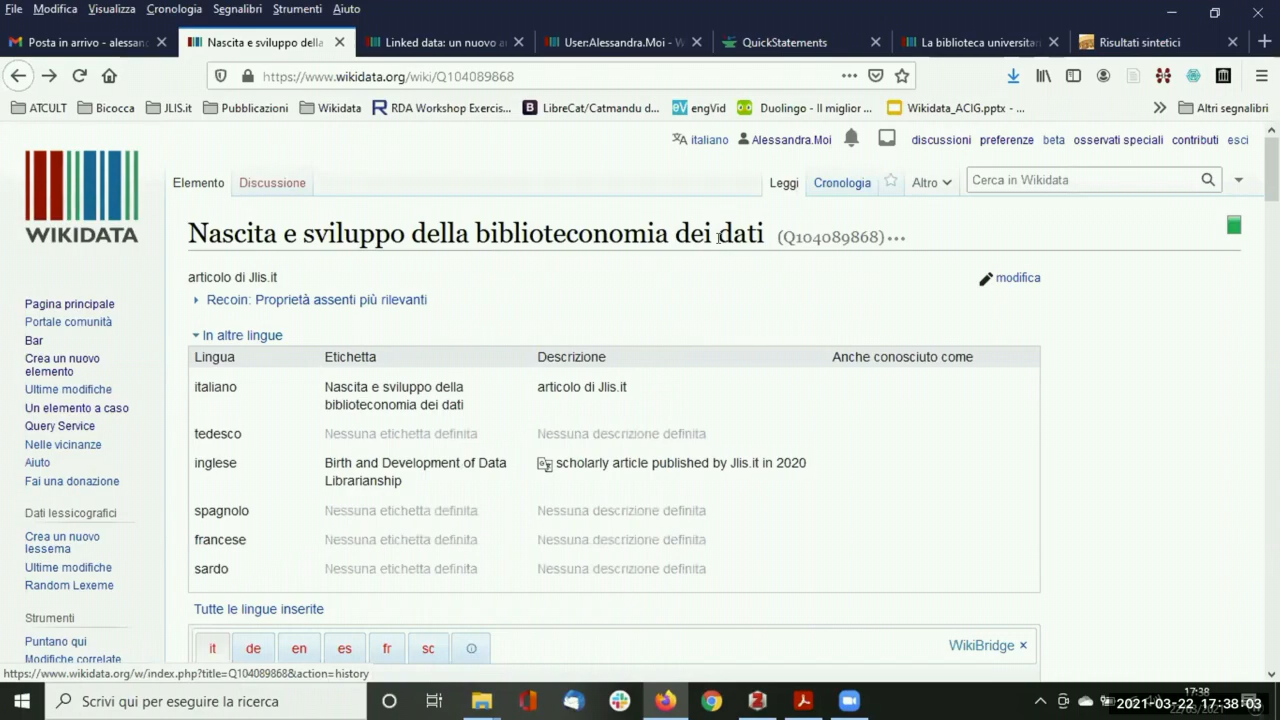 File Modifica Visualizza Cronologia Segnalibri Strumenti Aiuto
Posta in arrivo - alessan
Nascita e sviluppo della
Linked data: un nuovo a
User:Alessandra.Moi - W
QuickStatements
La biblioteca universitar
Risultati sintetici
https://www.wikidata.org/wiki/Q104089868
ATCULT Bicocca JLIS.it Pubblicazioni Wikidata RDA Workshop Exercis... LibreCat/Catmandu d... engVid Duolingo - Il miglior ... Wikidata_ACIG.pptx - ... Altri segnalibri
italiano Alessandra.Moi discussioni preferenze beta osservati speciali contributi esci
Elemento Discussione Leggi Cronologia Altro Cerca in Wikidata
WIKIDATA
Nascita e sviluppo della biblioteconomia dei dati (Q104089868)
articolo di Jlis.it
modifica
Recoin: Proprietà assenti più rilevanti
In altre lingue
Lingua Etichetta Descrizione Anche conosciuto come
italiano Nascita e sviluppo della biblioteconomia dei dati articolo di Jlis.it
tedesco Nessuna etichetta definita Nessuna descrizione definita
inglese Birth and Development of Data Librarianship scholarly article published by Jlis.it in 2020
spagnolo Nessuna etichetta definita Nessuna descrizione definita
francese Nessuna etichetta definita Nessuna descrizione definita
sardo Nessuna etichetta definita Nessuna descrizione definita
Tutte le lingue inserite
it de en es fr sc
WikiBridge ×
Pagina principale
Portale comunità
Bar
Crea un nuovo
elemento
Ultime modifiche
Un elemento a caso
Query Service
Nelle vicinanze
Aiuto
Fai una donazione
Dati lessicografici
Crea un nuovo
lessema
Ultime modifiche
Random Lexeme
Strumenti
Puntano qui
Modifiche correlate
https://www.wikidata.org/w/index.php?title=Q104089868&action=history
Scrivi qui per eseguire la ricerca
17:38
2021-03-22 17:38:03